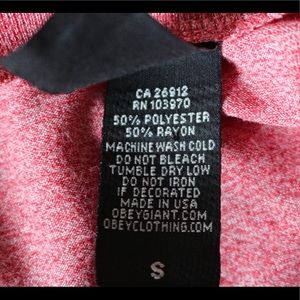 CA 26912
RN 103970
50% POLYESTER
50% RAYON
MACHINE WASH COLD
DO NOT BLEACH
TUMBLE DRY LOW
DO NOT IRON
IF DECORATED
MADE IN USA
OBEYGIANT.COM
OBEYCLOTHING.COM
S